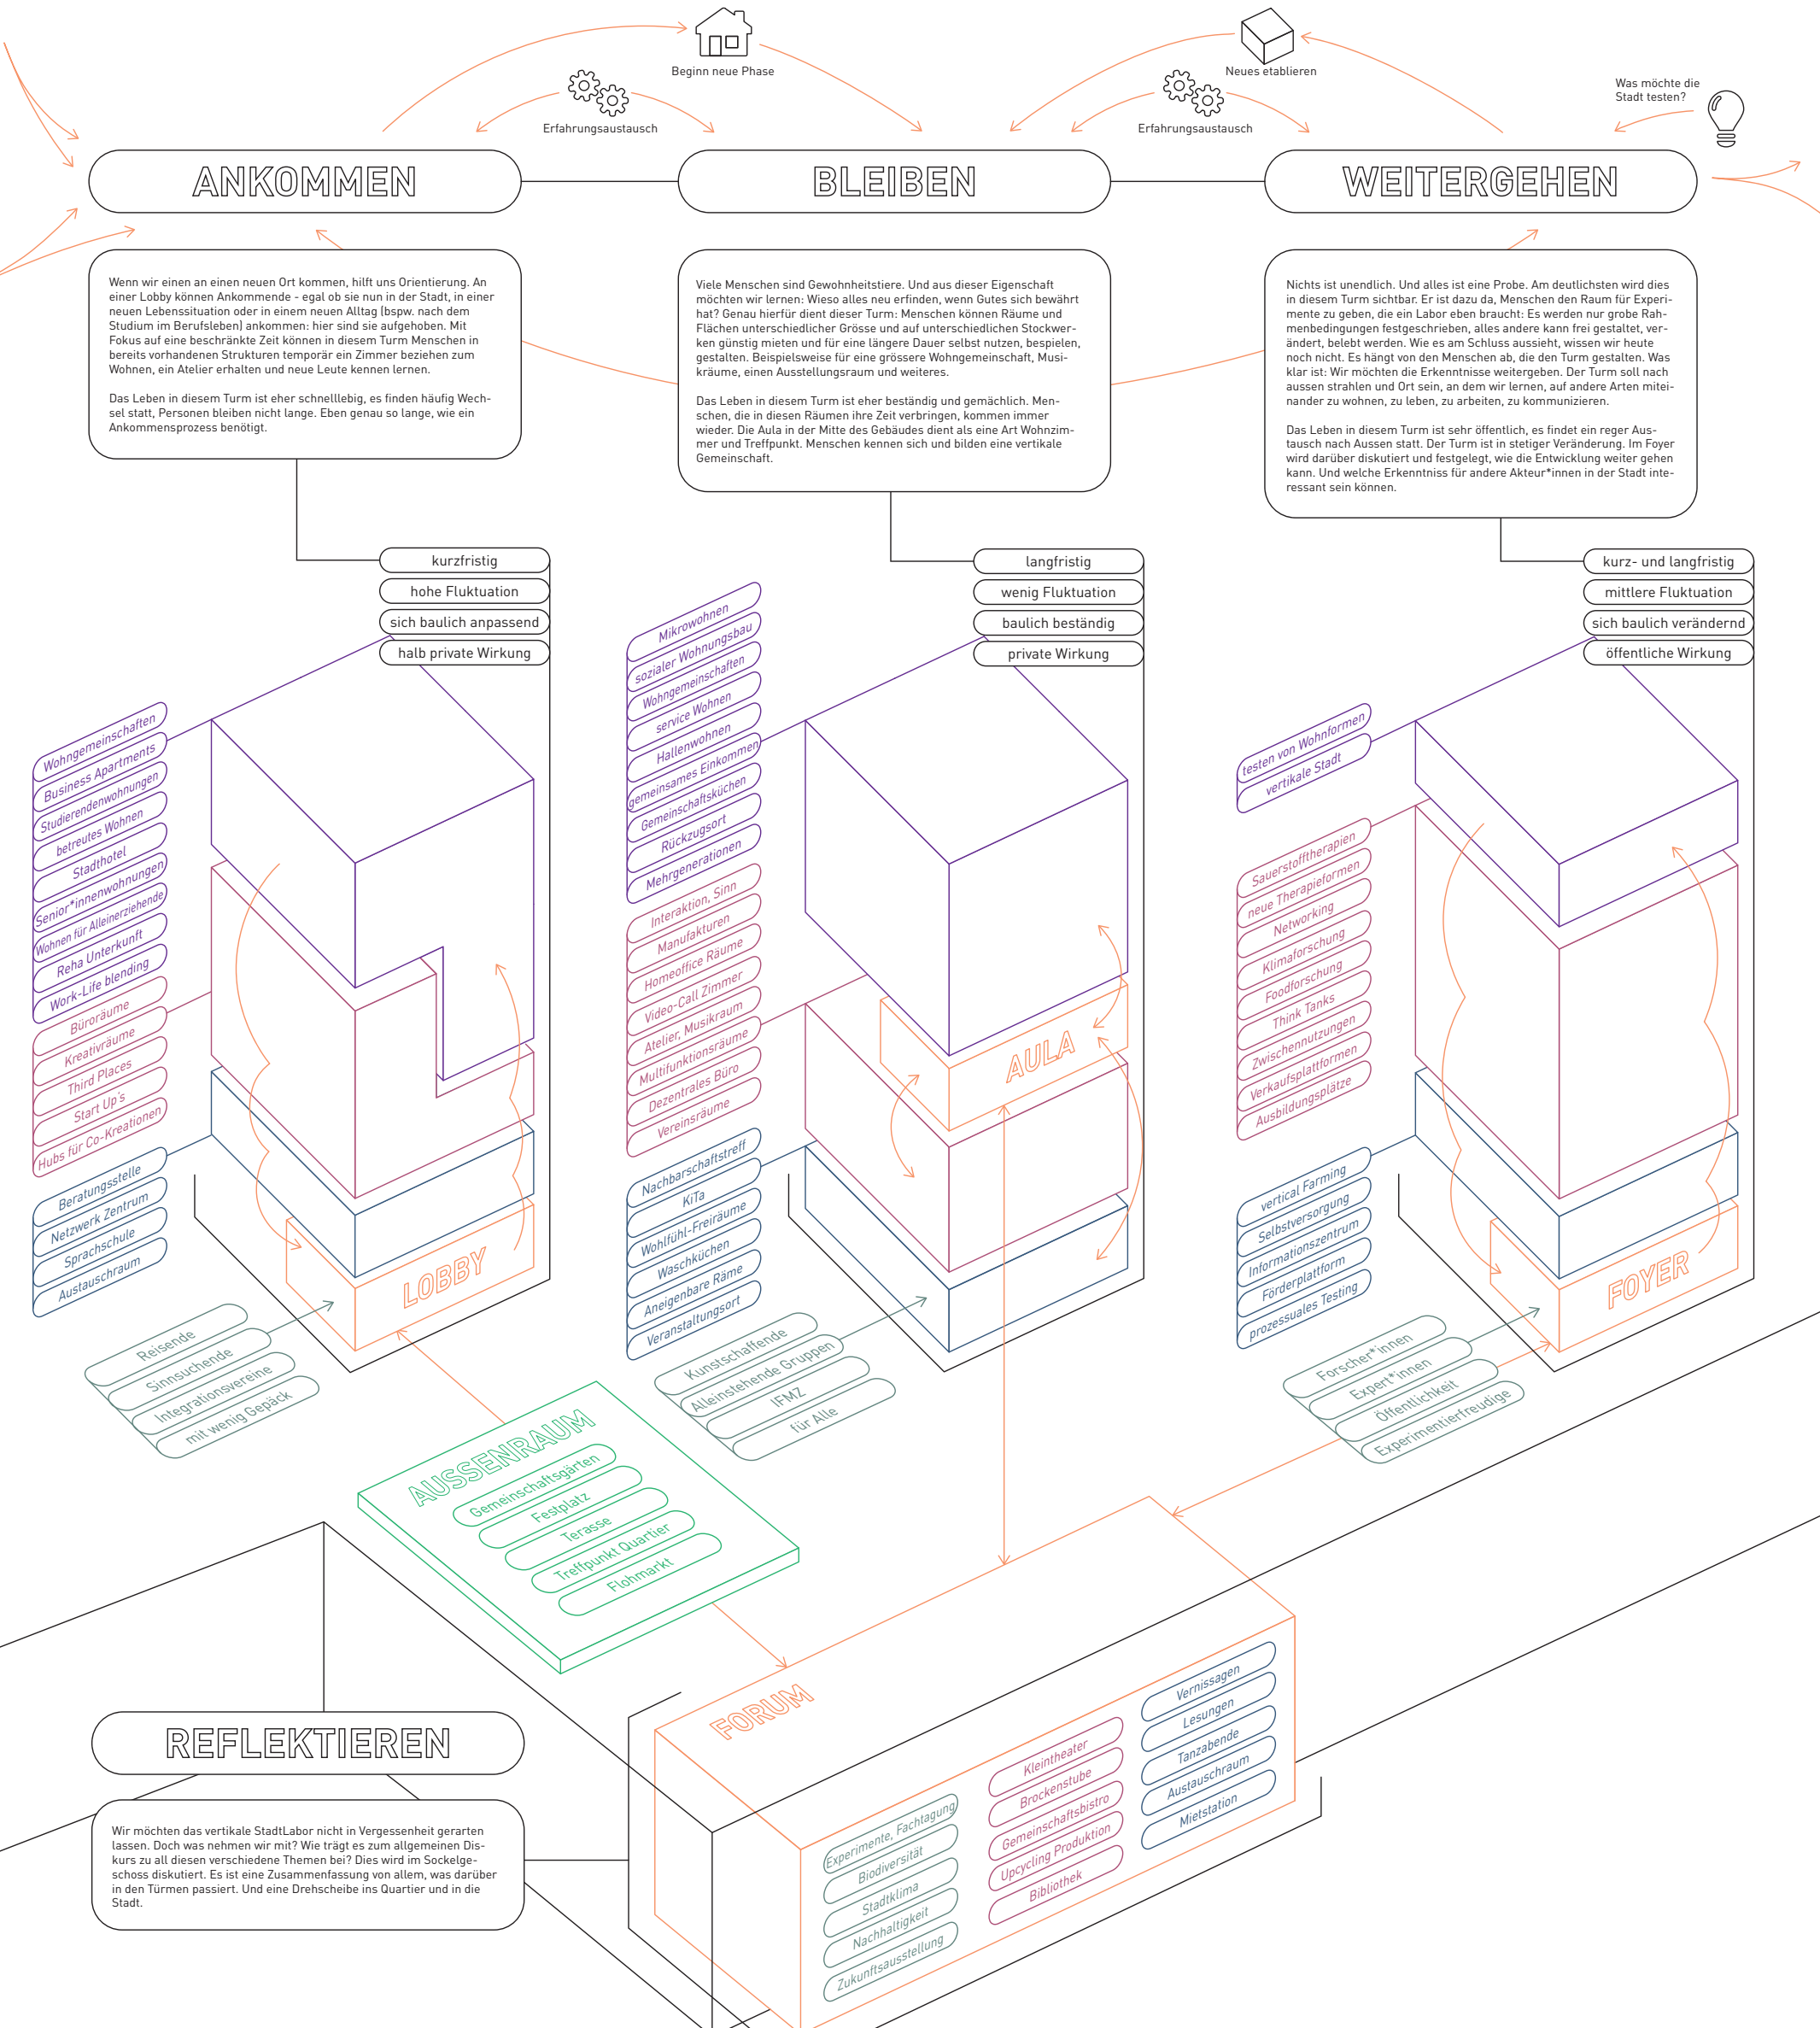 Beginn neue Phase
Neues etablieren
Was möchte die
Stadt testen?
Erfahrungsaustausch
Erfahrungsaustausch
ANKOMMEN
BLEIBEN
WEITERGEHEN
Wenn wir einen an einen neuen Ort kommen, hilft uns Orientierung. An
einer Lobby können Ankommende - egal ob sie nun in der Stadt, in einer
neuen Lebenssituation oder in einem neuen Alltag (bspw. nach dem
Studium im Berufsleben) ankommen: hier sind sie aufgehoben. Mit
Fokus auf eine beschränkte Zeit können in diesem Turm Menschen in
bereits vorhandenen Strukturen temporär ein Zimmer beziehen zum
Wohnen, ein Atelier erhalten und neue Leute kennen lernen.
Das Leben in diesem Turm ist eher schnelllebig, es finden häufig Wech-
sel statt, Personen bleiben nicht lange. Eben genau so lange, wie ein
Ankommensprozess benötigt.
Viele Menschen sind Gewohnheitstiere. Und aus dieser Eigenschaft
möchten wir lernen: Wieso alles neu erfinden, wenn Gutes sich bewährt
hat? Genau hierfür dient dieser Turm: Menschen können Räume und
Flächen unterschiedlicher Grösse und auf unterschiedlichen Stockwer-
ken günstig mieten und für eine längere Dauer selbst nutzen, bespielen,
gestalten. Beispielsweise für eine grössere Wohngemeinschaft, Musi-
kräume, einen Ausstellungsraum und weiteres.
Das Leben in diesem Turm ist eher beständig und gemächlich. Men-
schen, die in diesen Räumen ihre Zeit verbringen, kommen immer
wieder. Die Aula in der Mitte des Gebäudes dient als eine Art Wohnzim-
mer und Treffpunkt. Menschen kennen sich und bilden eine vertikale
Gemeinschaft.
Nichts ist unendlich. Und alles ist eine Probe. Am deutlichsten wird dies
in diesem Turm sichtbar. Er ist dazu da, Menschen den Raum für Experi-
mente zu geben, die ein Labor eben braucht: Es werden nur grobe Rah-
menbedingungen festgeschrieben, alles andere kann frei gestaltet, ver-
ändert, belebt werden. Wie es am Schluss aussieht, wissen wir heute
noch nicht. Es hängt von den Menschen ab, die den Turm gestalten. Was
klar ist: Wir möchten die Erkenntnisse weitergeben. Der Turm soll nach
aussen strahlen und Ort sein, an dem wir lernen, auf andere Arten mitei-
nander zu wohnen, zu leben, zu arbeiten, zu kommunizieren.
Das Leben in diesem Turm ist sehr öffentlich, es findet ein reger Aus-
tausch nach Aussen statt. Der Turm ist in stetiger Veränderung. Im Foyer
wird darüber diskutiert und festgelegt, wie die Entwicklung weiter gehen
kann. Und welche Erkenntniss für andere Akteur*innen in der Stadt inte-
ressant sein können.
kurzfristig
hohe Fluktuation
sich baulich anpassend
halb private Wirkung
langfristig
wenig Fluktuation
baulich beständig
private Wirkung
kurz- und langfristig
mittlere Fluktuation
sich baulich verändernd
öffentliche Wirkung
Wohngemeinschaften
Business Apartments
Studierendenwohnungen
betreutes Wohnen
Stadthotel
Senior*innenwohnungen
Wohnen für Alleinerziehende
Reha Unterkunft
Work-Life blending
Büroräume
Kreativräume
Third Places
Start Up's
Hubs für Co-Kreationen
Beratungsstelle
Netzwerk Zentrum
Sprachschule
Austauschraum
LOBBY
Reisende
Sinnsuchende
Integrationsvereine
mit wenig Gepäck
Mikrowohnen
sozialer Wohnungsbau
Wohngemeinschaften
service Wohnen
Hallenwohnen
gemeinsames Einkommen
Gemeinschaftsküchen
Rückzugsort
Mehrgenerationen
Interaktion, Sinn
Manufakturen
Homeoffice Räume
Video-Call Zimmer
Atelier, Musikraum
Multifunktionsräume
Dezentrales Büro
Vereinsräume
Nachbarschaftstreff
KiTa
Wohlfühl-Freiräume
Waschküchen
Aneigenbare Räme
Veranstaltungsort
AULA
Kunstschaffende
Alleinstehende Gruppen
IFMZ
für Alle
testen von Wohnformen
vertikale Stadt
Sauerstofftherapien
neue Therapieformen
Networking
Klimaforschung
Foodforschung
Think Tanks
Zwischennutzungen
Verkaufsplattformen
Ausbildungsplätze
vertical Farming
Selbstversorgung
Informationszentrum
Förderplattform
prozessuales Testing
FOYER
Forscher*innen
Expert*innen
Öffentlichkeit
Experimentierfreudige
AUSSENRAUM
Gemeinschaftsgärten
Festplatz
Terasse
Treffpunkt Quartier
Flohmarkt
REFLEKTIEREN
Wir möchten das vertikale StadtLabor nicht in Vergessenheit gerarten
lassen. Doch was nehmen wir mit? Wie trägt es zum allgemeinen Dis-
kurs zu all diesen verschiedene Themen bei? Dies wird im Sockelge-
schoss diskutiert. Es ist eine Zusammenfassung von allem, was darüber
in den Türmen passiert. Und eine Drehscheibe ins Quartier und in die
Stadt.
FORUM
Experimente, Fachtagung
Biodiversität
Stadtklima
Nachhaltigkeit
Zukunftsausstellung
Kleintheater
Brockenstube
Gemeinschaftsbistro
Upcycling Produktion
Bibliothek
Vernissagen
Lesungen
Tanzabende
Austauschraum
Mietstation